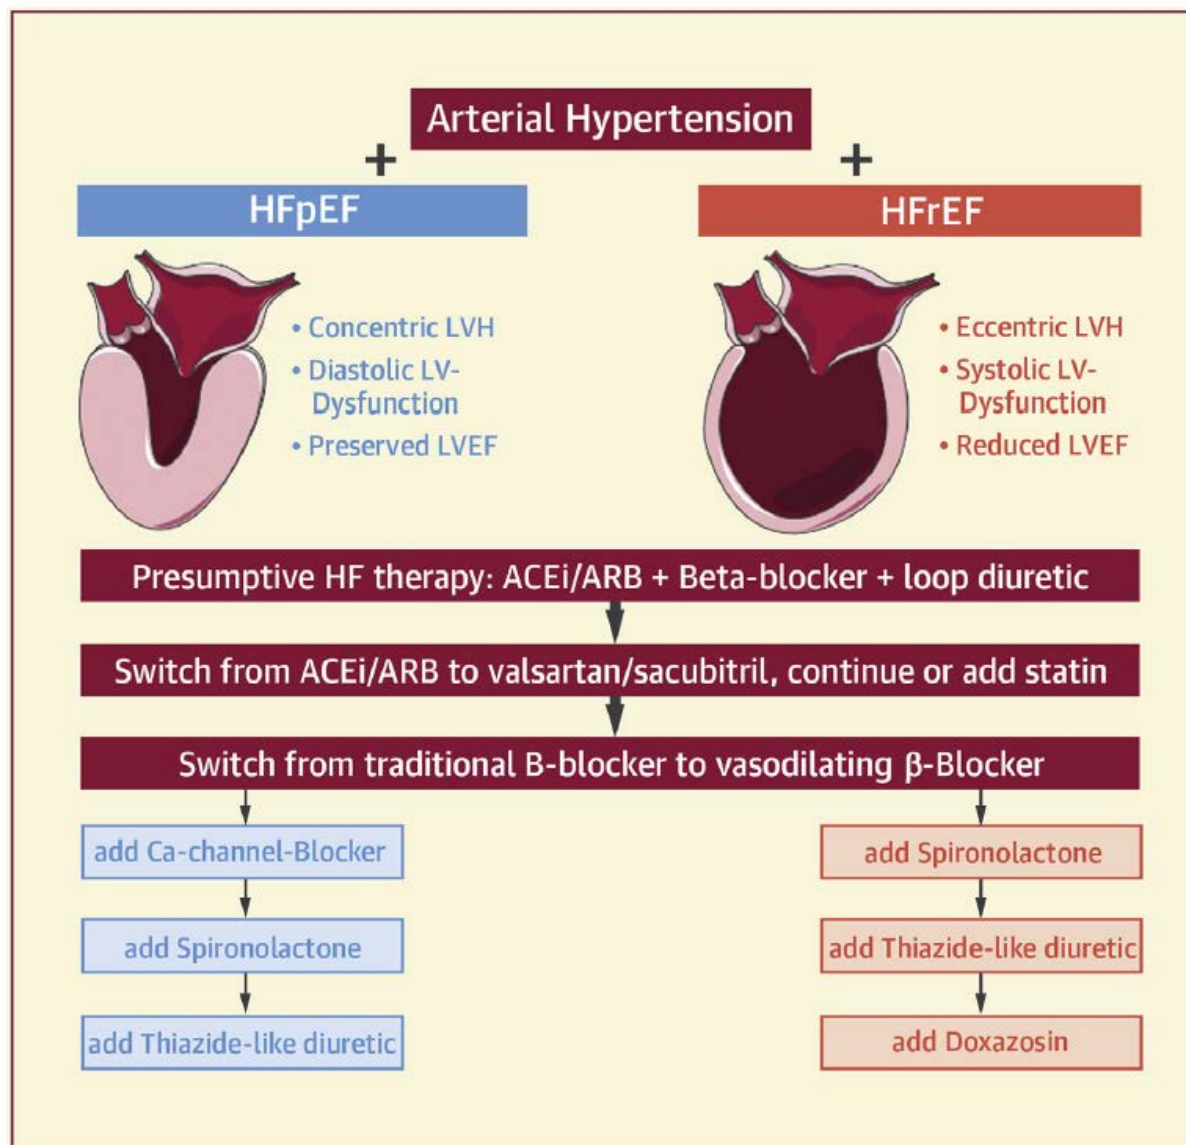 Arterial Hypertension
+
+
HFpEF
HFrEF
• Concentric LVH
• Diastolic LV-
Dysfunction
• Preserved LVEF
• Eccentric LVH
• Systolic LV-
Dysfunction
• Reduced LVEF
Presumptive HF therapy: ACEi/ARB + Beta-blocker + loop diuretic
Switch from ACEi/ARB to valsartan/sacubitril, continue or add statin
Switch from traditional B-blocker to vasodilating β-Blocker
add Ca-channel-Blocker
add Spironolactone
add Thiazide-like diuretic
add Spironolactone
add Thiazide-like diuretic
add Doxazosin